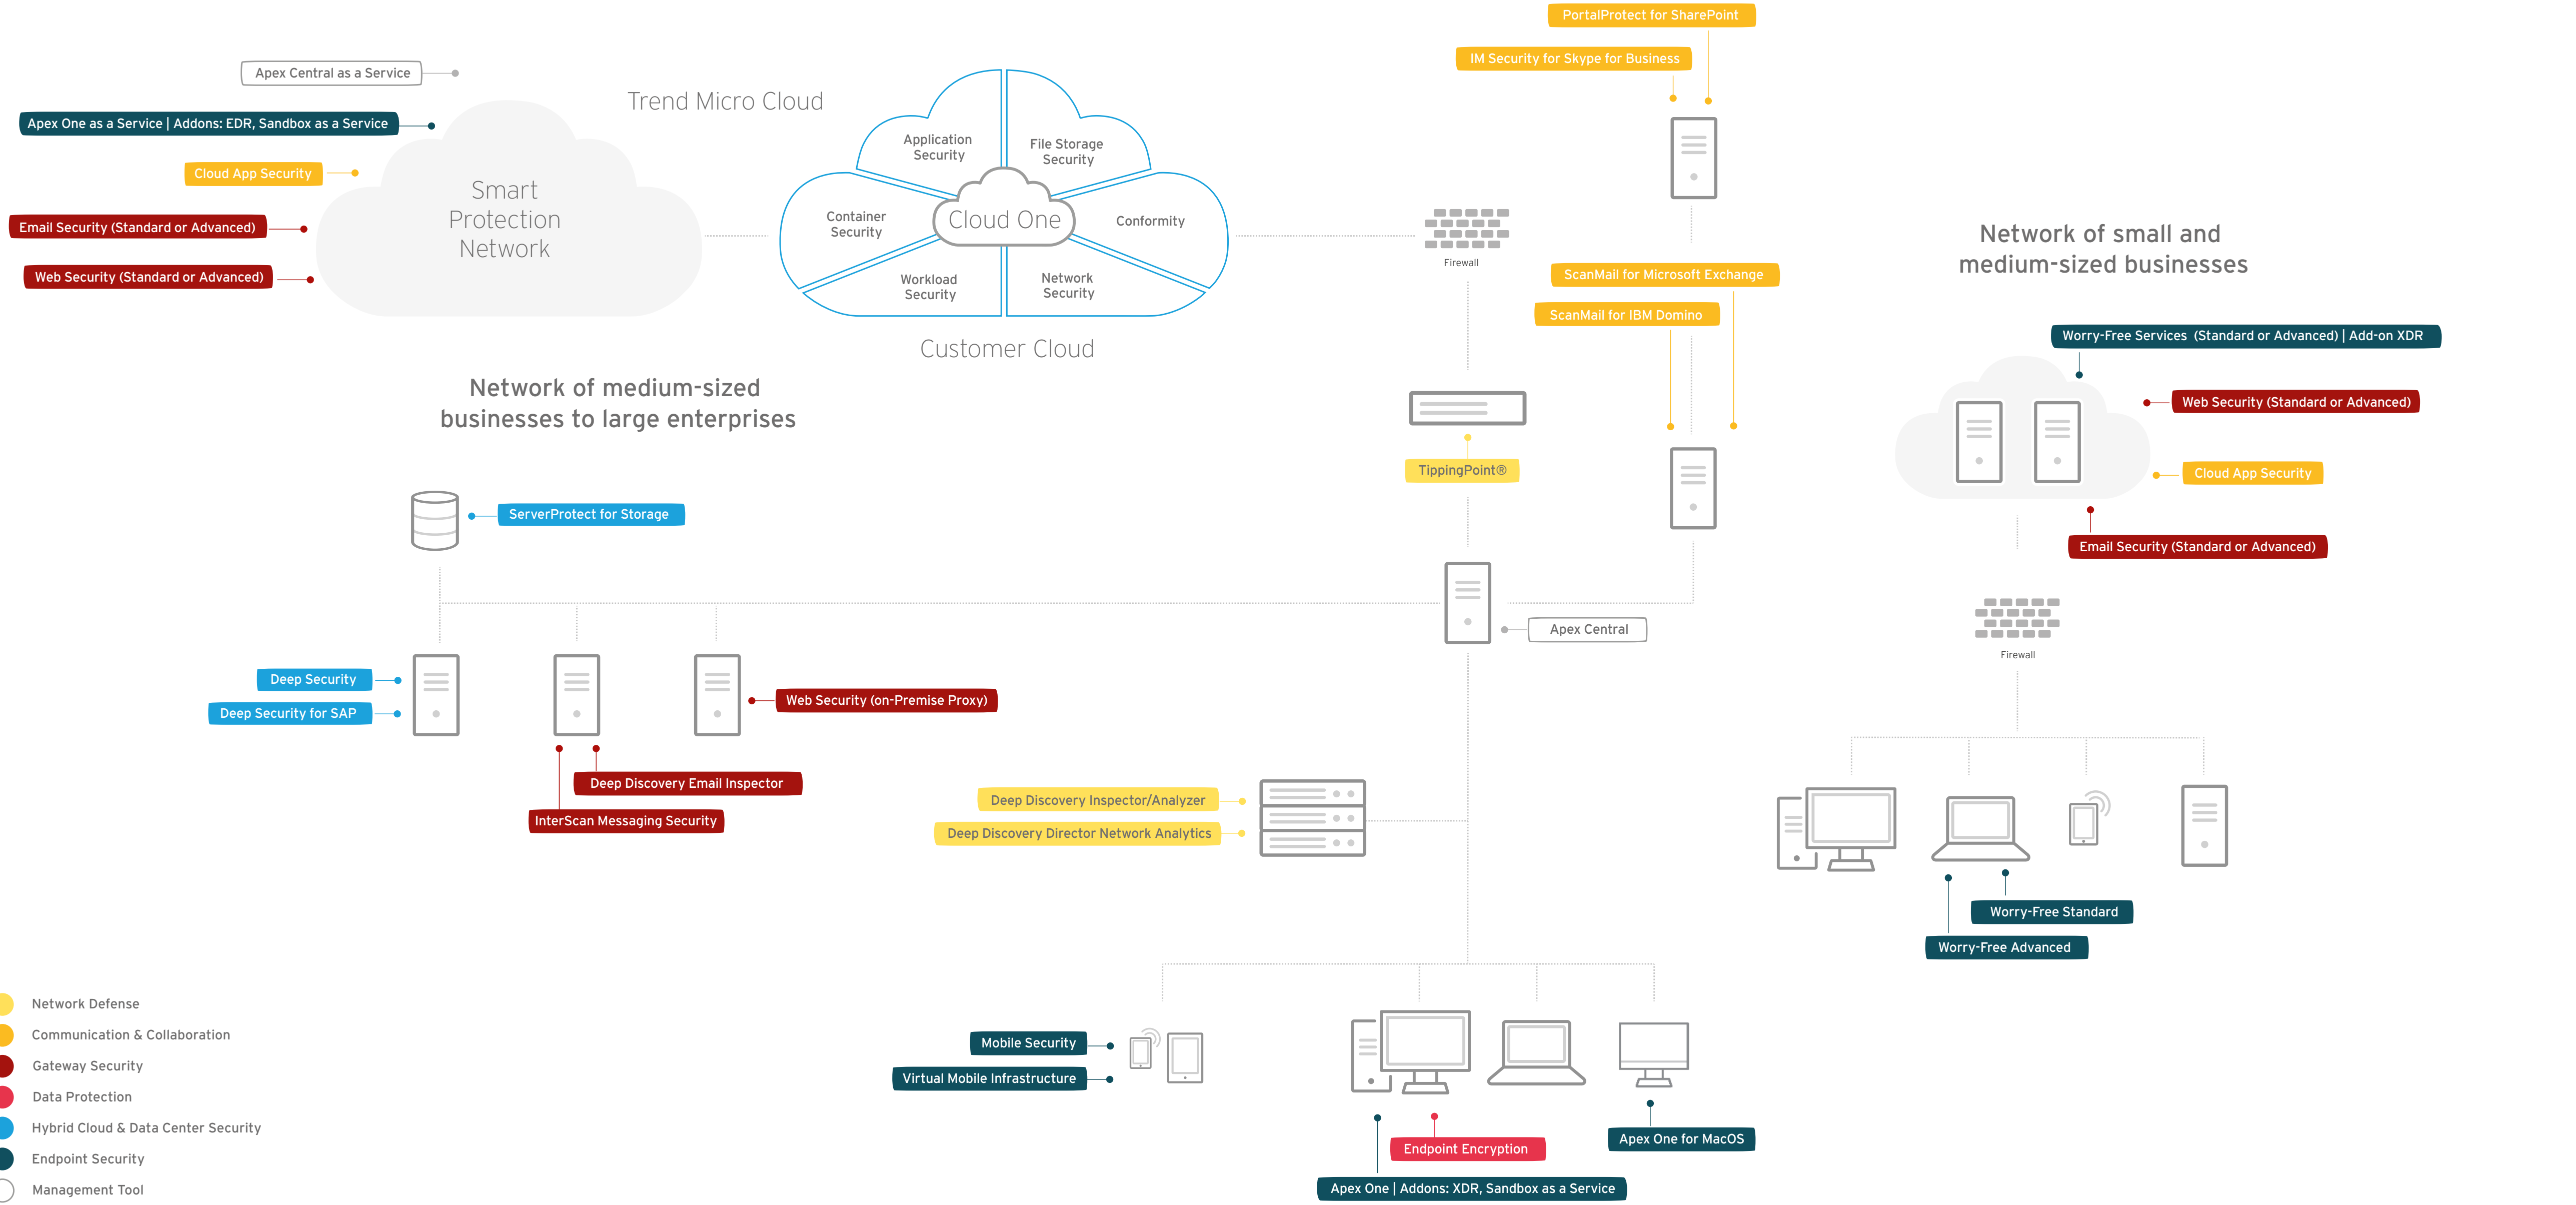 PortalProtect for SharePoint
IM Security for Skype for Business
Apex Central as a Service
Apex One as a Service | Addons: EDR, Sandbox as a Service
Cloud App Security
Email Security (Standard or Advanced)
Web Security (Standard or Advanced)
Smart
Protection
Network
Trend Micro Cloud
Application
Security
File Storage
Security
Container
Security
Cloud One
Conformity
Workload
Security
Network
Security
Customer Cloud
Firewall
ScanMail for Microsoft Exchange
ScanMail for IBM Domino
Network of medium-sized
businesses to large enterprises
TippingPoint®
ServerProtect for Storage
Apex Central
Deep Security
Deep Security for SAP
Web Security (on-Premise Proxy)
Deep Discovery Email Inspector
InterScan Messaging Security
Deep Discovery Inspector/Analyzer
Deep Discovery Director Network Analytics
Mobile Security
Virtual Mobile Infrastructure
Endpoint Encryption
Apex One for MacOS
Apex One | Addons: XDR, Sandbox as a Service
Network of small and
medium-sized businesses
Worry-Free Services (Standard or Advanced) | Add-on XDR
Web Security (Standard or Advanced)
Cloud App Security
Email Security (Standard or Advanced)
Firewall
Worry-Free Standard
Worry-Free Advanced
Network Defense
Communication & Collaboration
Gateway Security
Data Protection
Hybrid Cloud & Data Center Security
Endpoint Security
Management Tool